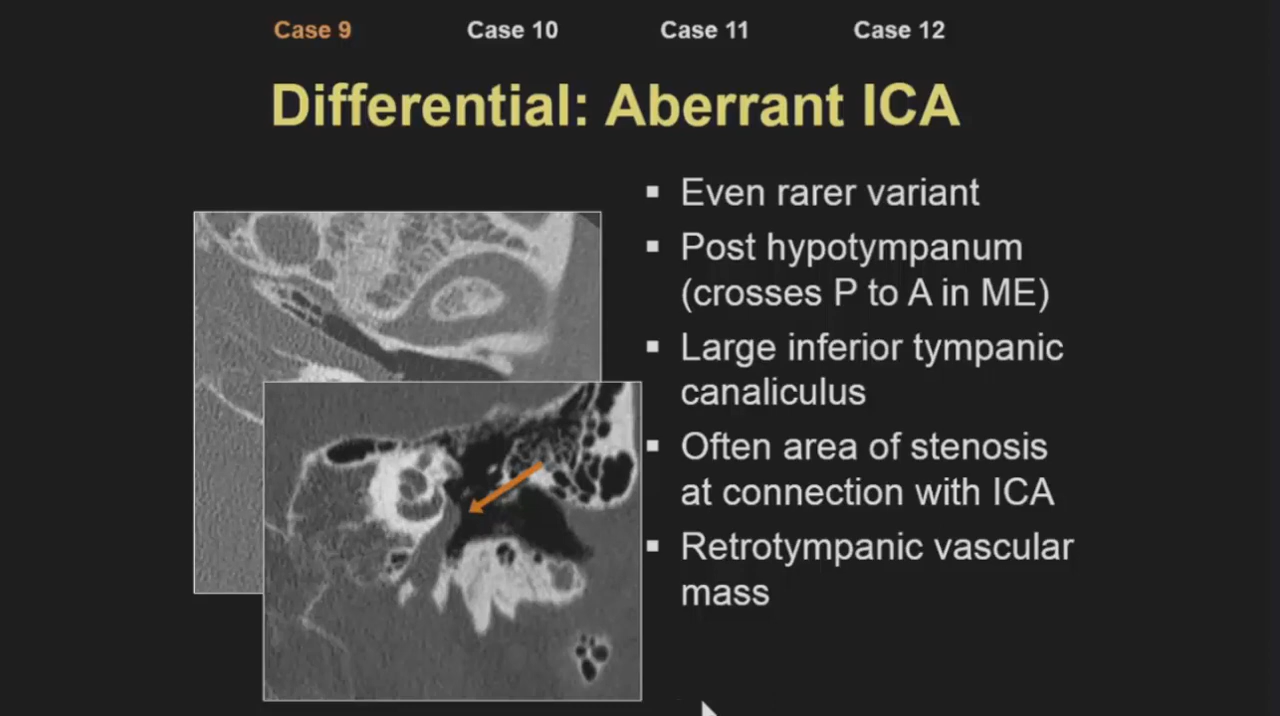 Case 9 Case 10 Case 11 Case 12
Differential: Aberrant ICA
▪ Even rarer variant
▪ Post hypotympanum
(crosses P to A in ME)
▪ Large inferior tympanic
canaliculus
▪ Often area of stenosis
at connection with ICA
▪ Retrotympanic vascular
mass